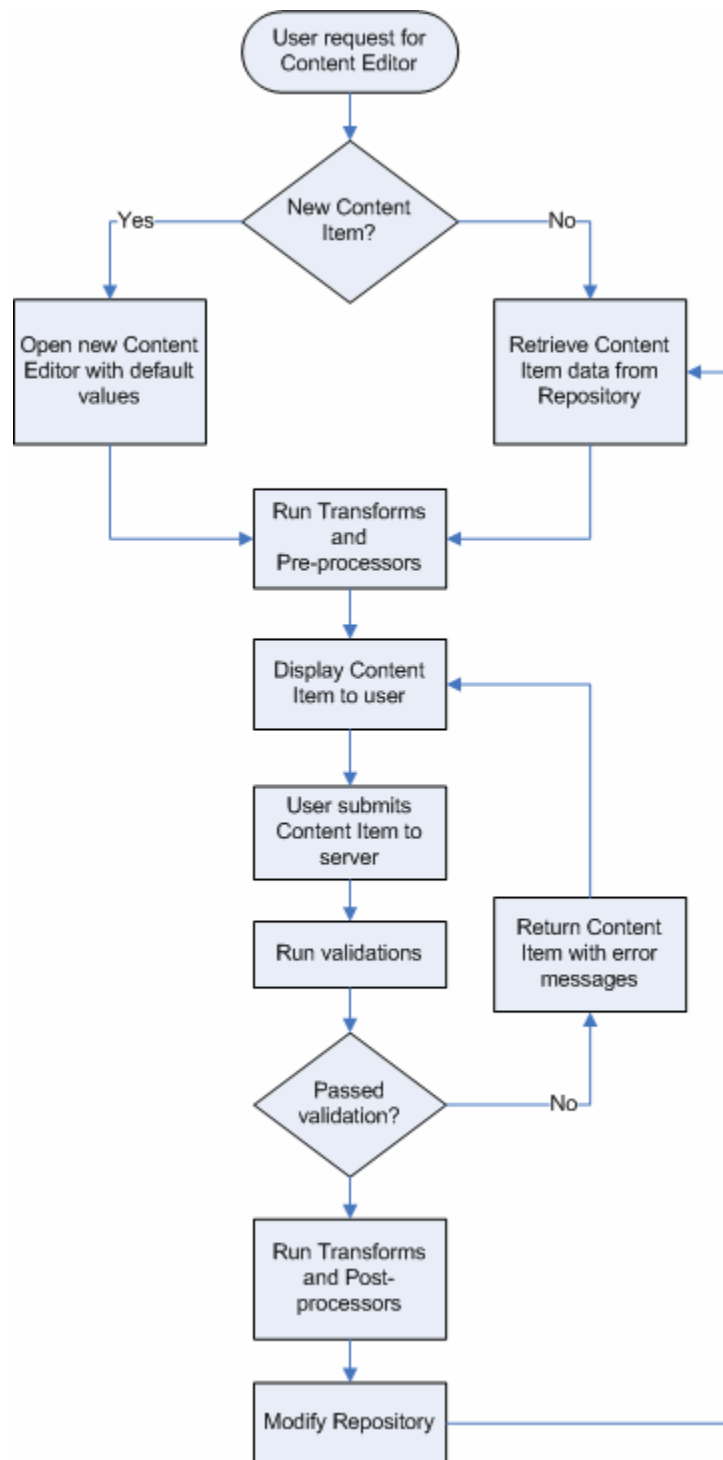 User request for
Content Editor
New Content
Item?
Yes
No
Open new Content
Editor with default
values
Retrieve Content
Item data from
Repository
Run Transforms
and
Pre-processors
Display Content
Item to user
User submits
Content Item to
server
Run validations
Return Content
Item with error
messages
Passed
validation?
No
Run Transforms
and Post-
processors
Modify Repository